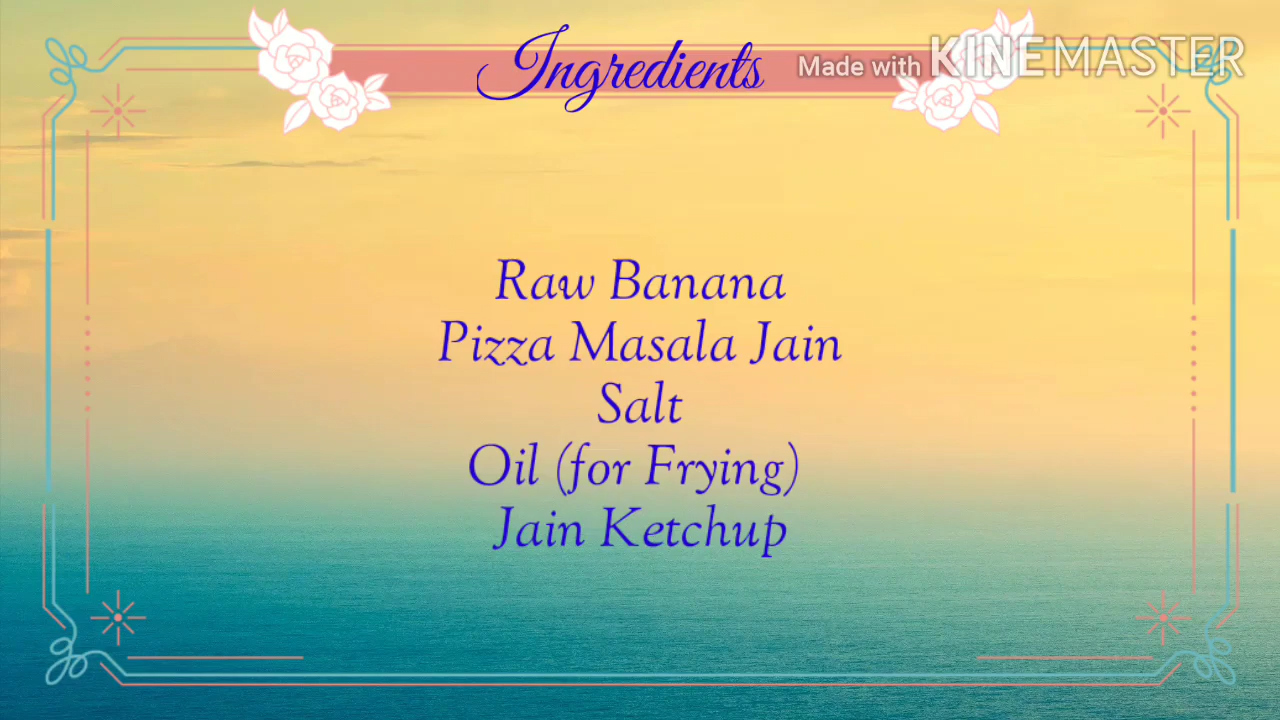 Ingredients
Made with KINEMASTER
Raw Banana
Pizza Masala Jain
Salt
Oil (for Frying)
Jain Ketchup